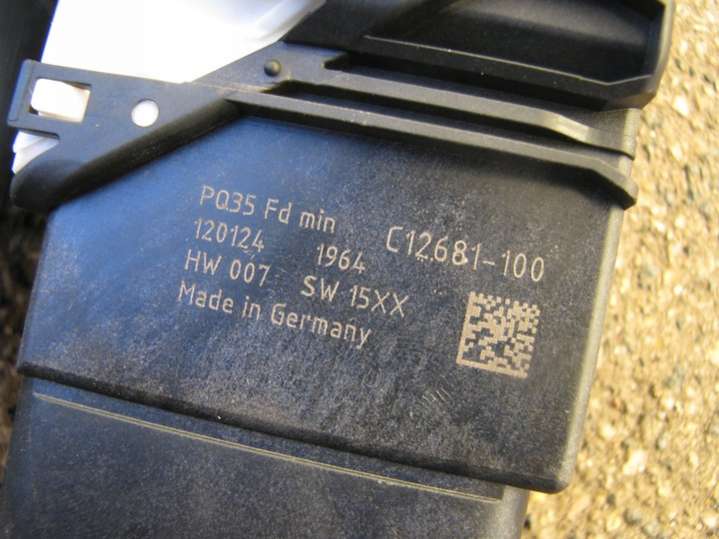 PQ35 Fd min
120124 1964 C12681-100
HW 007 SW 15XX
Made in Germany